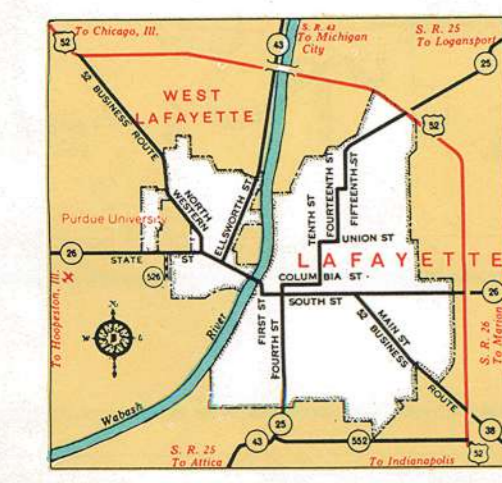 To Chicago, Ill.
52
S. R. 43
To Michigan
City
43
S. R. 25
To Logansport
25
52 BUSINESS ROUTE
WEST
LAFAYETTE
52
NORTH
WESTERN
ELLSWORTH ST
TENTH ST
FOURTEENTH ST
FIFTEENTH ST
Purdue University
UNION ST
26
STATE
ST
526
LAFAYETTE
COLUMBIA ST
SOUTH ST
26
To Hoopeston, Ill.
FIRST ST
FOURTH ST
MAIN ST
52 BUSINESS
ROUTE
S. R. 26
To Marion
River
Wabash
25
43
552
38
52
S. R. 25
To Attica
To Indianapolis